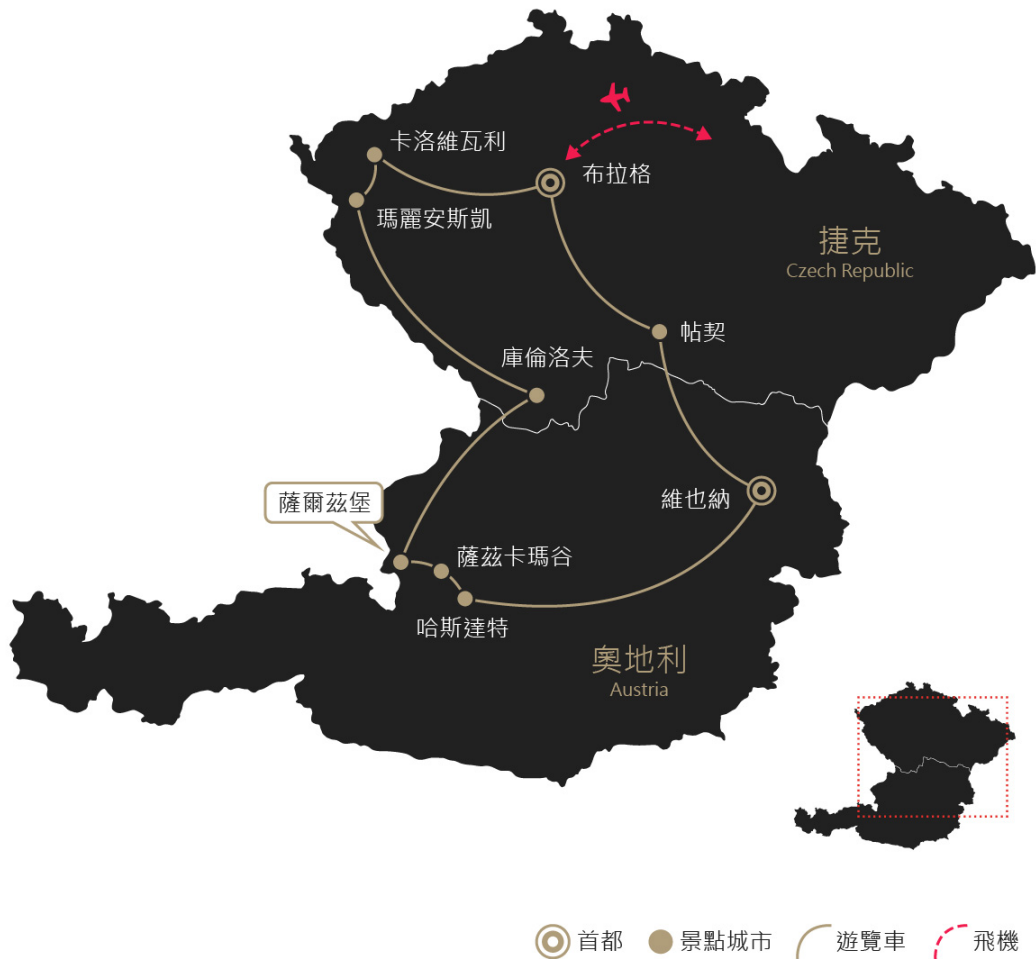 卡洛維瓦利
布拉格
瑪麗安斯凱
捷克
Czech Republic
帖契
庫倫洛夫
維也納
薩爾茲堡
薩茲卡瑪谷
哈斯達特
奧地利
Austria
首都
景點城市
遊覽車
飛機